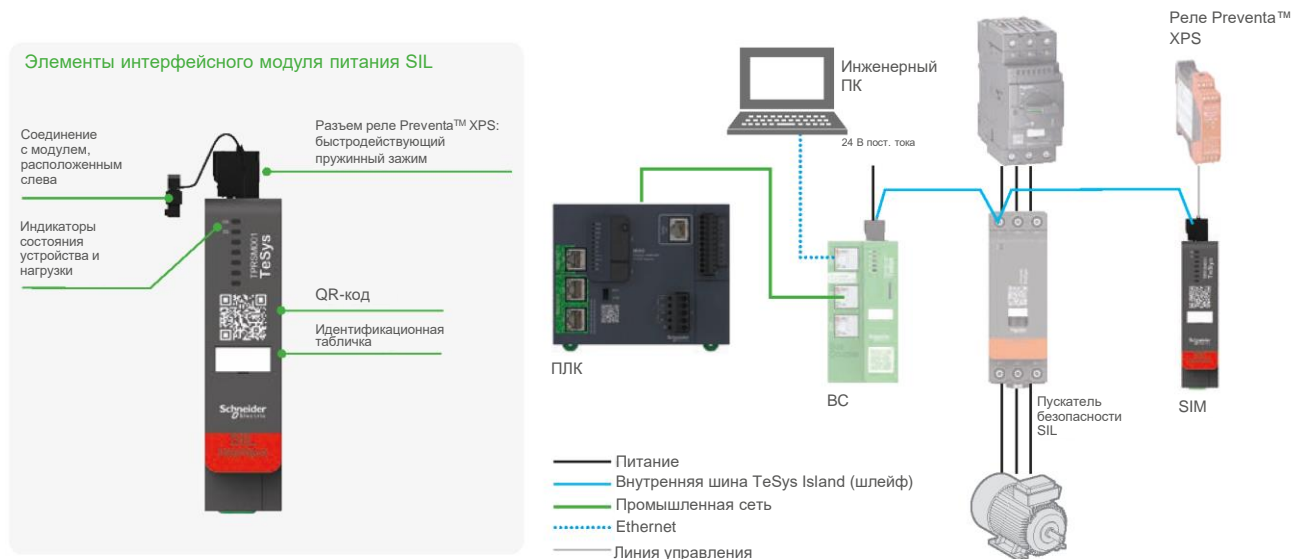 Элементы интерфейсного модуля питания SIL
Соединение
с модулем,
расположенным
слева
Разъем реле Preventa™ XPS:
быстродействующий
пружинный зажим
Индикаторы
состояния
устройства и
нагрузки
TPRSM001
TeSys
QR-код
Идентификационная
табличка
Schneider
Electric
Инженерный
ПК
24 В пост. тока
Реле Preventa™
XPS
ПЛК
BC
Пускатель
безопасности
SIL
SIM
Питание
Внутренняя шина TeSys Island (шлейф)
Промышленная сеть
Ethernet
Линия управления